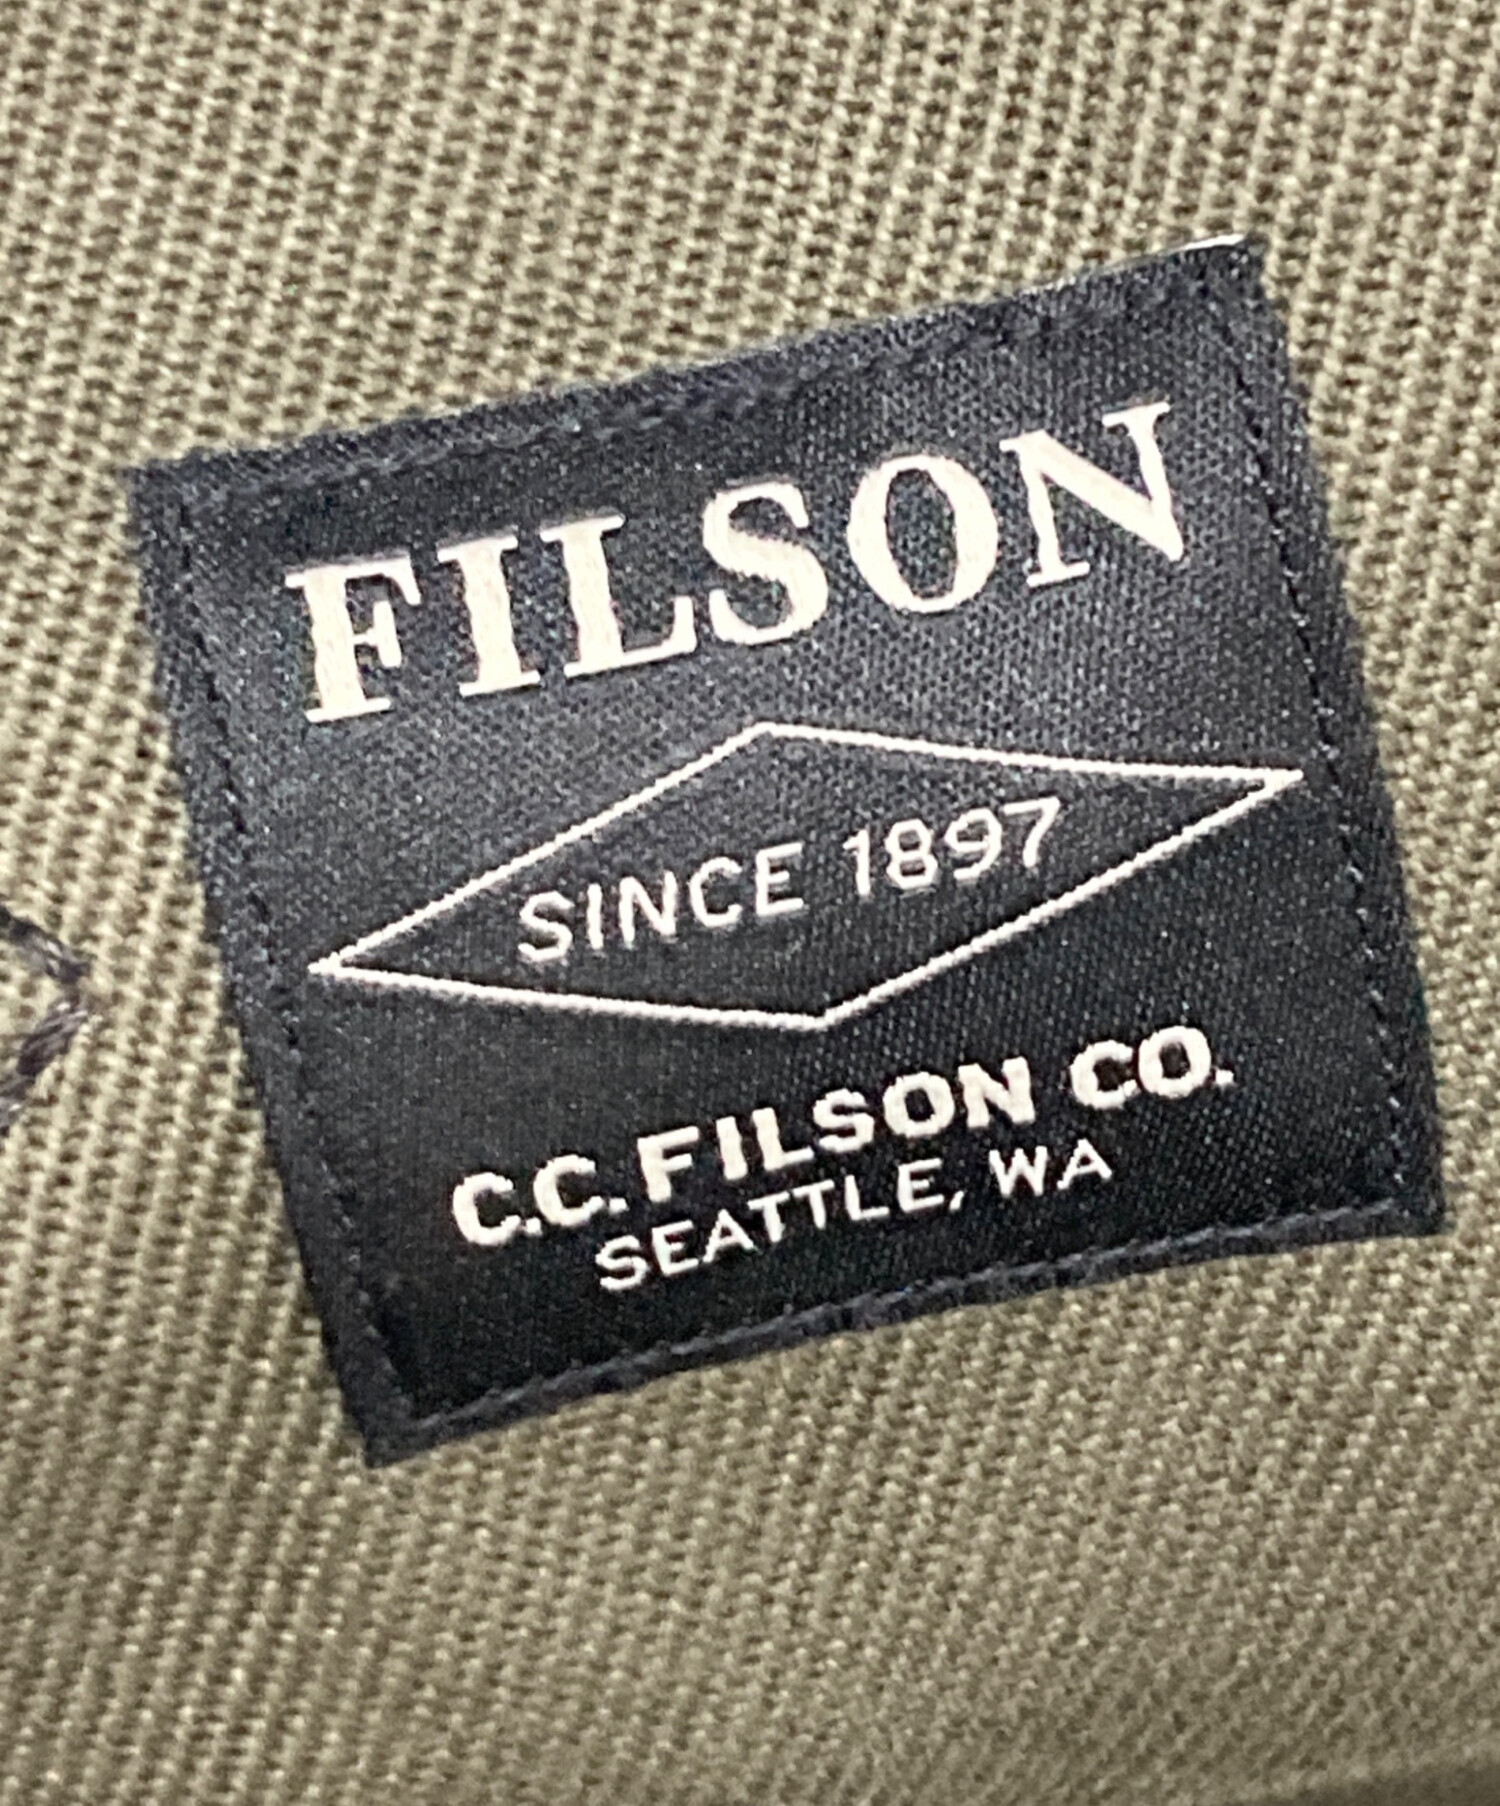 FILSON
SINCE 1897
C.C. FILSON CO.
SEATTLE, WA